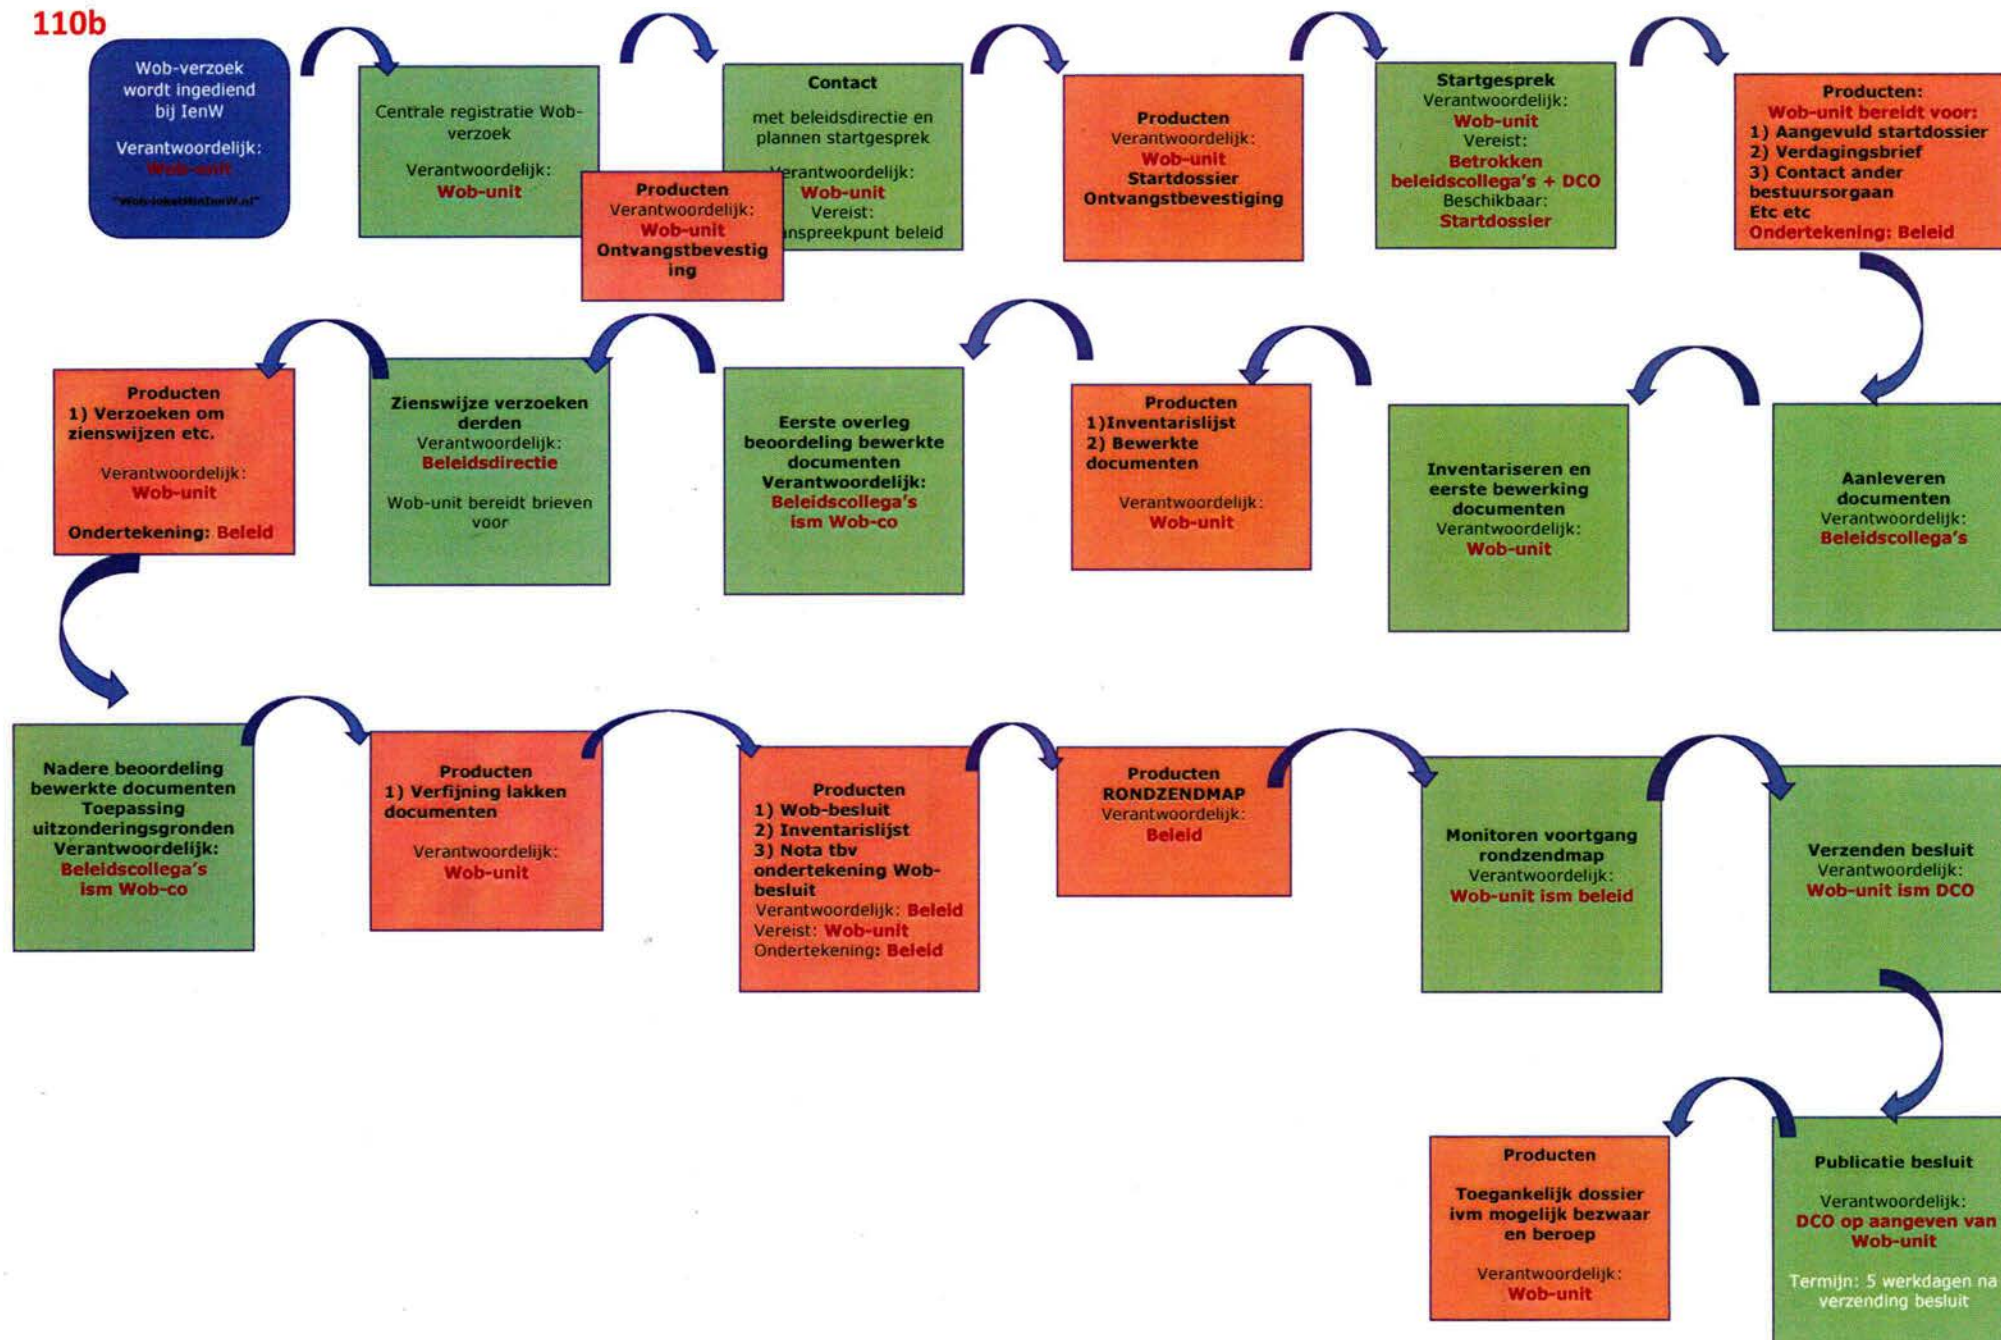 110b
Wob-verzoek
wordt ingediend
bij IenW
Verantwoordelijk:
Wob-unit
Centrale registratie Wob-
verzoek
Verantwoordelijk:
Wob-unit
Producten
Verantwoordelijk:
Wob-unit
Ontvangstbevestig
ing
Contact
met beleidsdirectie en
plannen startgesprek
Verantwoordelijk:
Wob-unit
Vereist:
anspreekpunt beleid
Producten
Verantwoordelijk:
Wob-unit
Startdossier
Ontvangstbevestiging
Startgesprek
Verantwoordelijk:
Wob-unit
Vereist:
Betrokken
beleidscollega's + DCO
Beschikbaar:
Startdossier
Producten:
Wob-unit bereidt voor:
1) Aangevuld startdossier
2) Verdagingsbrief
3) Contact ander
bestuursorgaan
Etc etc
Ondertekening: Beleid
Aanleveren
documenten
Verantwoordelijk:
Beleidscollega's
Inventariseren en
eerste bewerking
documenten
Verantwoordelijk:
Wob-unit
Producten
1)Inventarislijst
2) Bewerkte
documenten
Verantwoordelijk:
Wob-unit
Eerste overleg
beoordeling bewerkte
documenten
Verantwoordelijk:
Beleidscollega's
ism Wob-co
Zienswijze verzoeken
derden
Verantwoordelijk:
Beleidsdirectie
Wob-unit bereidt brieven
voor
Producten
1) Verzoeken om
zienswijzen etc.
Verantwoordelijk:
Wob-unit
Ondertekening: Beleid
Nadere beoordeling
bewerkte documenten
Toepassing
uitzonderingsgronden
Verantwoordelijk:
Beleidscollega's
ism Wob-co
Producten
1) Verfijning lakken
documenten
Verantwoordelijk:
Wob-unit
Producten
1) Wob-besluit
2) Inventarislijst
3) Nota tbv
ondertekening Wob-
besluit
Verantwoordelijk: Beleid
Vereist: Wob-unit
Ondertekening: Beleid
Producten
RONDZENDMAP
Verantwoordelijk:
Beleid
Monitoren voortgang
rondzendmap
Verantwoordelijk:
Wob-unit ism beleid
Verzenden besluit
Verantwoordelijk:
Wob-unit ism DCO
Publicatie besluit
Verantwoordelijk:
DCO op aangeven van
Wob-unit
Termijn: 5 werkdagen na
verzending besluit
Producten
Toegankelijk dossier
ivm mogelijk bezwaar
en beroep
Verantwoordelijk:
Wob-unit